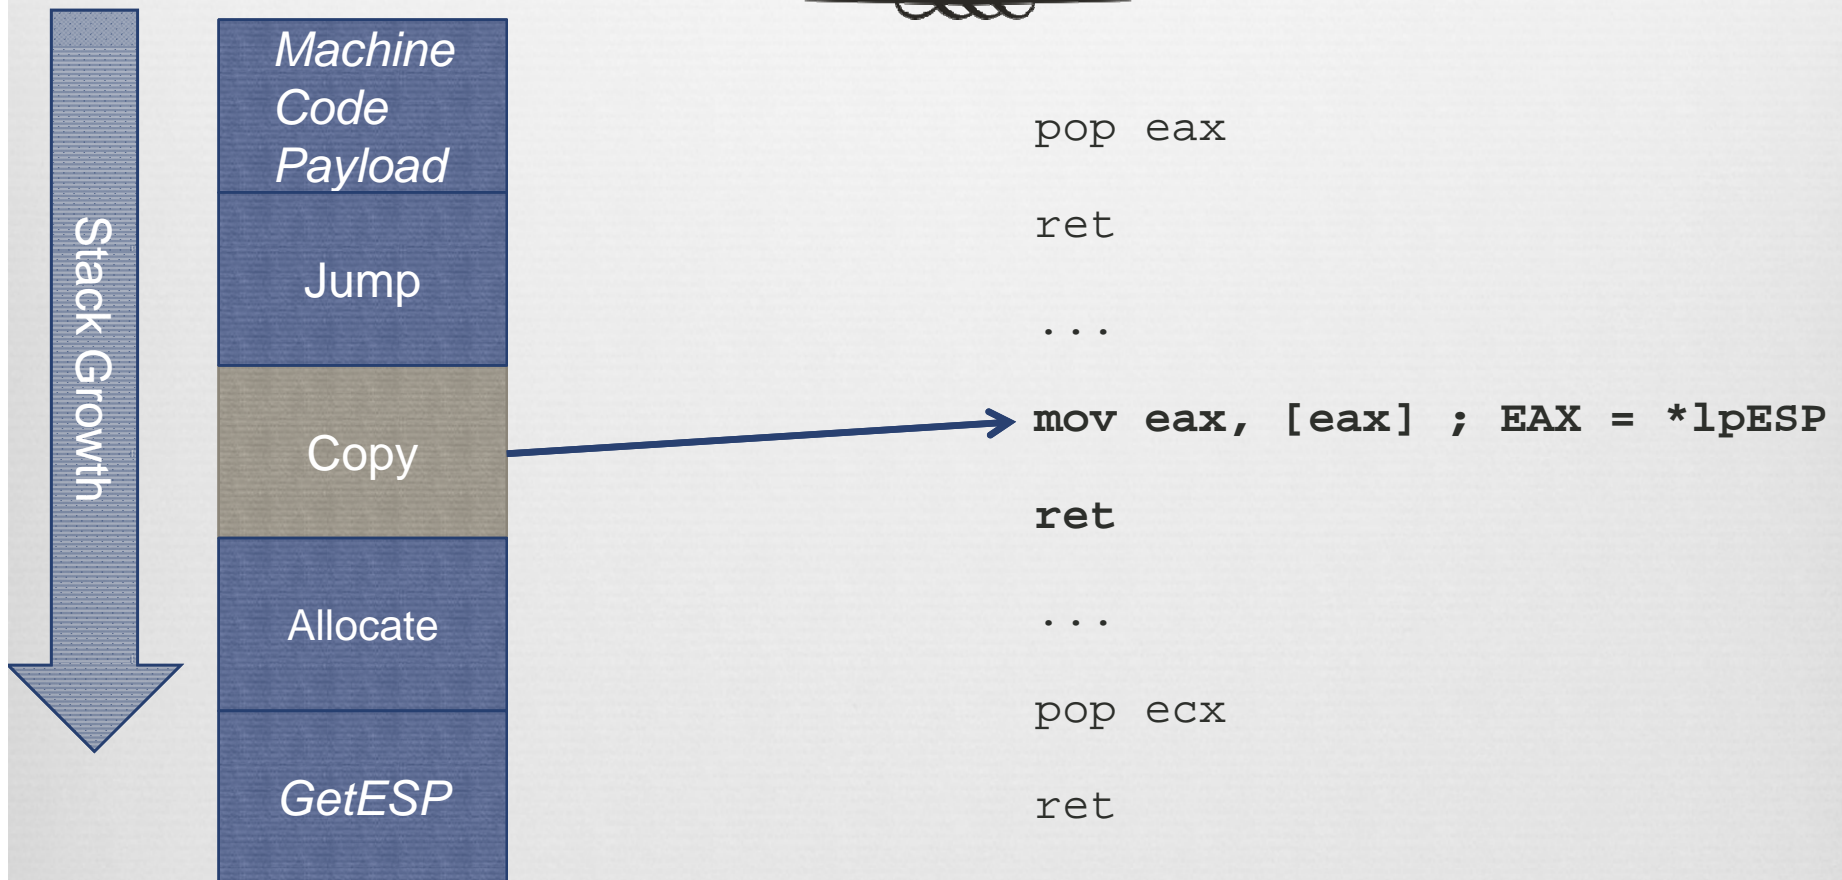 Stack Growth
Machine
Code
Payload
Jump
Copy
Allocate
GetESP
pop eax
ret
...
mov eax, [eax] ; EAX = *lpESP
ret
...
pop ecx
ret